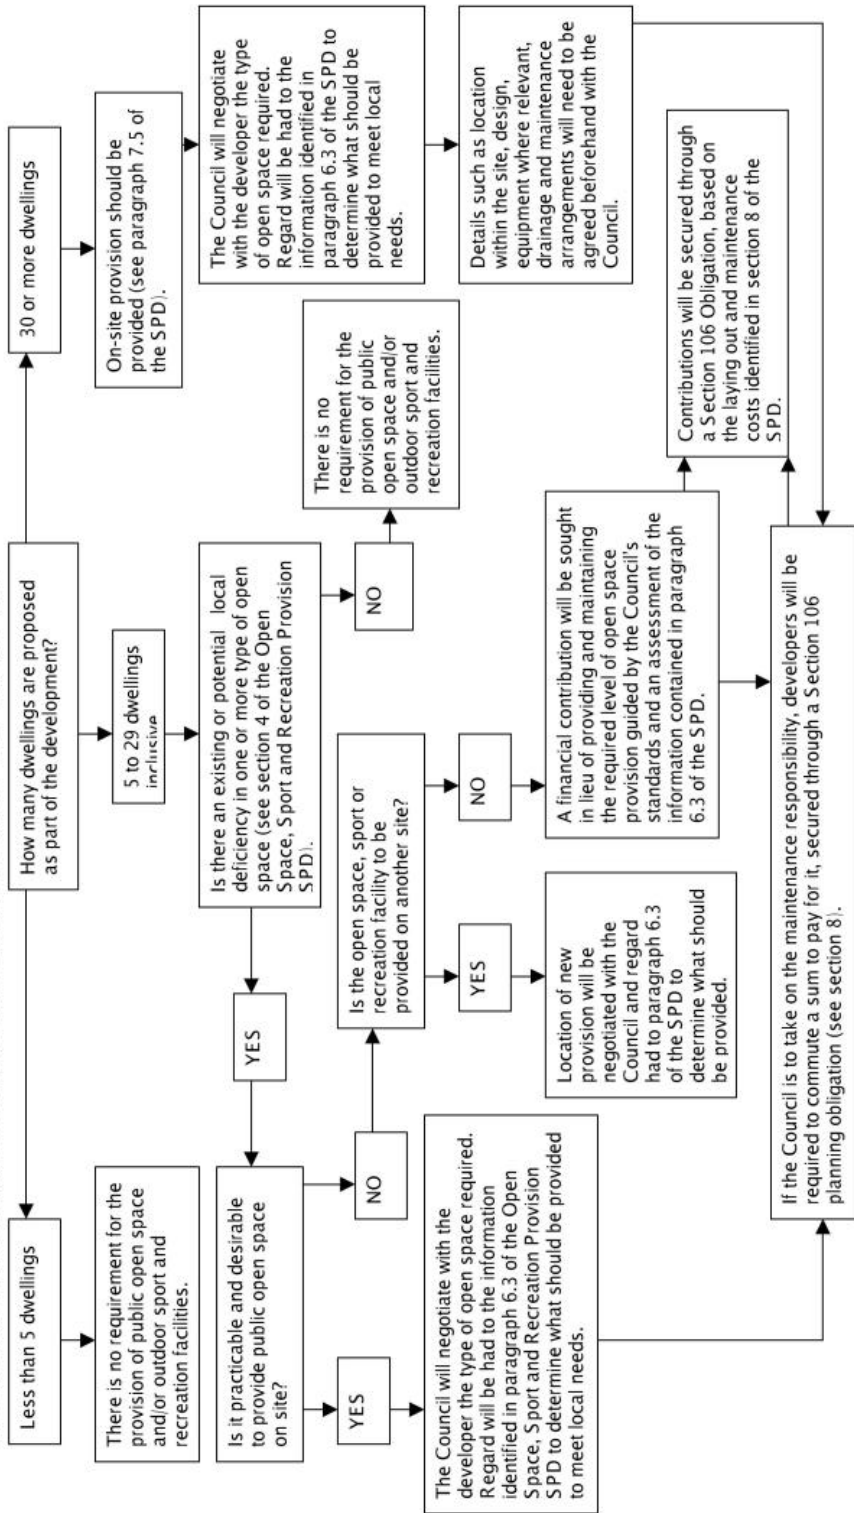 How many dwellings are proposed
as part of the development?
Less than 5 dwellings
5 to 29 dwellings
inclusive
30 or more dwellings
There is no requirement for the
provision of public open space
and/or outdoor sport and
recreation facilities.
Is there an existing or potential local
deficiency in one or more type of open
space (see section 4 of the Open
Space, Sport and Recreation Provision
SPD).
On-site provision should be
provided (see paragraph 7.5 of
the SPD).
YES
NO
There is no
requirement for the
provision of public
open space and/or
outdoor sport and
recreation facilities.
The Council will negotiate
with the developer the type
of open space required.
Regard will be had to the
information identified in
paragraph 6.3 of the SPD to
determine what should be
provided to meet local
needs.
Is it practicable and desirable
to provide public open space
on site?
YES
NO
Is the open space, sport or
recreation facility to be
provided on another site?
YES
NO
The Council will negotiate with the
developer the type of open space required.
Regard will be had to the information
identified in paragraph 6.3 of the Open
Space, Sport and Recreation Provision
SPD to determine what should be provided
to meet local needs.
Location of new
provision will be
negotiated with the
Council and regard
had to paragraph 6.3
of the SPD to
determine what should
be provided.
A financial contribution will be sought
in lieu of providing and maintaining
the required level of open space
provision guided by the Council's
standards and an assessment of the
information contained in paragraph
6.3 of the SPD.
Details such as location
within the site, design,
equipment where relevant,
drainage and maintenance
arrangements will need to be
agreed beforehand with the
Council.
Contributions will be secured through
a Section 106 Obligation, based on
the laying out and maintenance
costs identified in section 8 of the
SPD.
If the Council is to take on the maintenance responsibility, developers will be
required to commute a sum to pay for it, secured through a Section 106
planning obligation (see section 8).